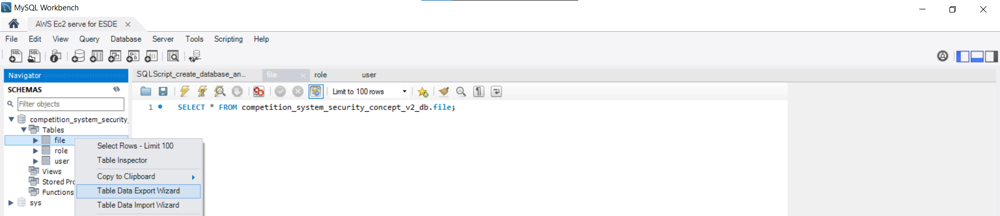 MySQL Workbench
AWS Ec2 serve for ESDE
File Edit View Query Database Server Tools Scripting Help
Navigator
SCHEMAS
Filter objects
competition_system_security_
Tables
file
role
user
Views
Stored Pro
Functions
sys
Select Rows - Limit 100
Table Inspector
Copy to Clipboard
Table Data Export Wizard
Table Data Import Wizard
SQLScript_create_database_an... file role user
Limit to 100 rows
1 SELECT * FROM competition_system_security_concept_v2_db.file;